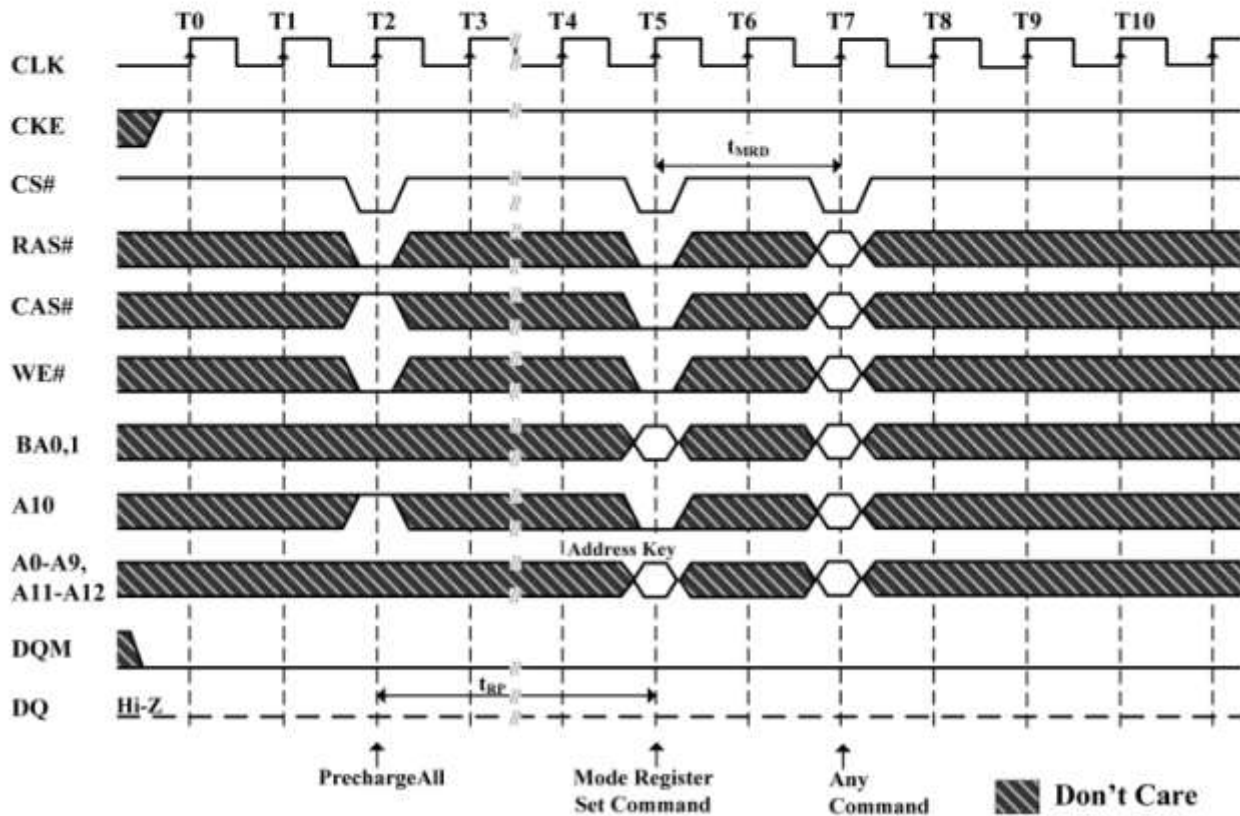 T0 T1 T2 T3 T4 T5 T6 T7 T8 T9 T10
CLK
CKE
tMRD
CS#
RAS#
CAS#
WE#
BA0,1
A10
Address Key
A0-A9,
A11-A12
DQM
tRP
DQ Hi-Z
PrechargeAll
Mode Register
Set Command
Any
Command
Don't Care